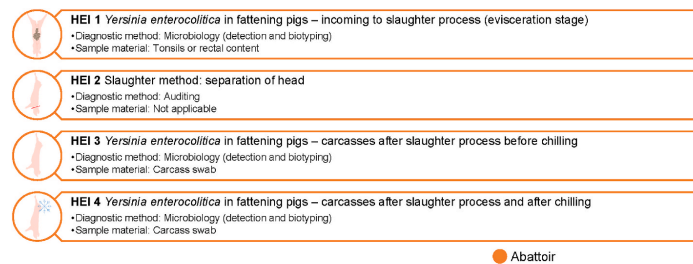 HEI 1 Yersinia enterocolitica in fattening pigs – incoming to slaughter process (evisceration stage)
•Diagnostic method: Microbiology (detection and biotyping)
•Sample material: Tonsils or rectal content
HEI 2 Slaughter method: separation of head
•Diagnostic method: Auditing
•Sample material: Not applicable
HEI 3 Yersinia enterocolitica in fattening pigs – carcasses after slaughter process before chilling
•Diagnostic method: Microbiology (detection and biotyping)
•Sample material: Carcass swab
HEI 4 Yersinia enterocolitica in fattening pigs – carcasses after slaughter process and after chilling
•Diagnostic method: Microbiology (detection and biotyping)
•Sample material: Carcass swab
Abattoir